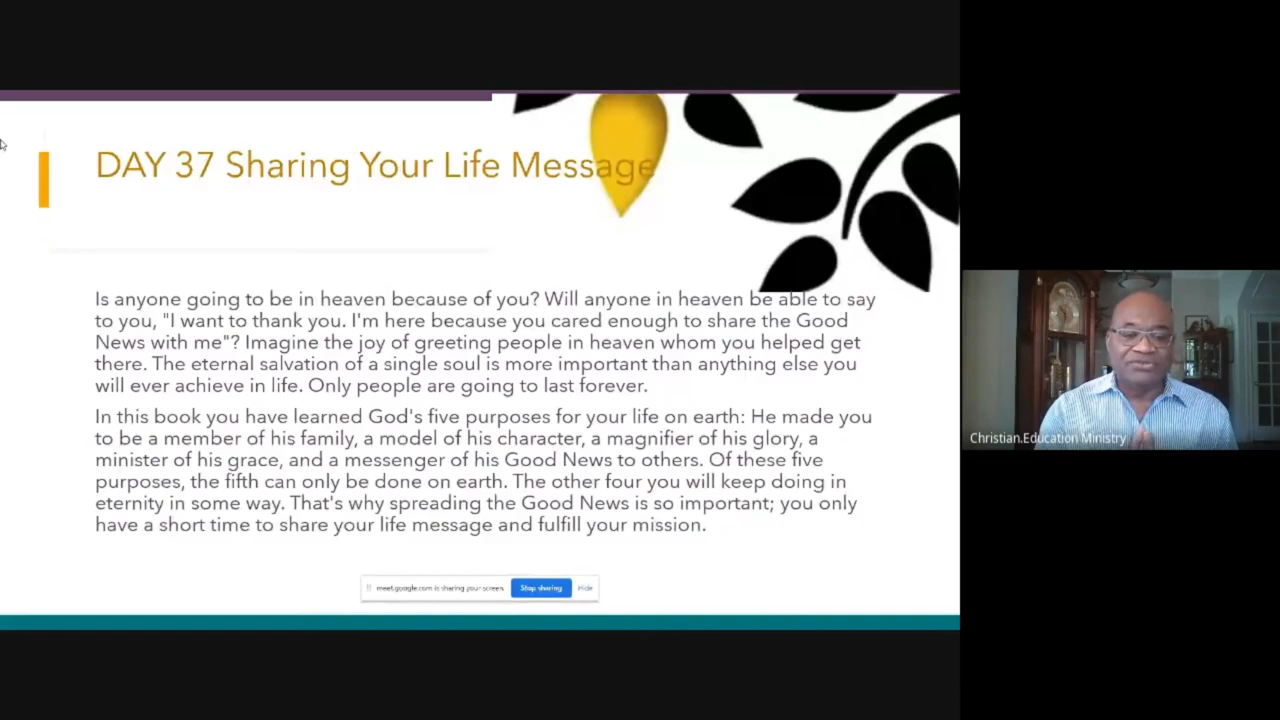 DAY 37 Sharing Your Life Message
Is anyone going to be in heaven because of you? Will anyone in heaven be able to say
to you, "I want to thank you. I'm here because you cared enough to share the Good
News with me"? Imagine the joy of greeting people in heaven whom you helped get
there. The eternal salvation of a single soul is more important than anything else you
will ever achieve in life. Only people are going to last forever.
In this book you have learned God's five purposes for your life on earth: He made you
to be a member of his family, a model of his character, a magnifier of his glory, a
minister of his grace, and a messenger of his Good News to others. Of these five
purposes, the fifth can only be done on earth. The other four you will keep doing in
eternity in some way. That's why spreading the Good News is so important; you only
have a short time to share your life message and fulfill your mission.
meet.google.com is sharing your screen. Stop sharing Hide
Christian.Education Ministry